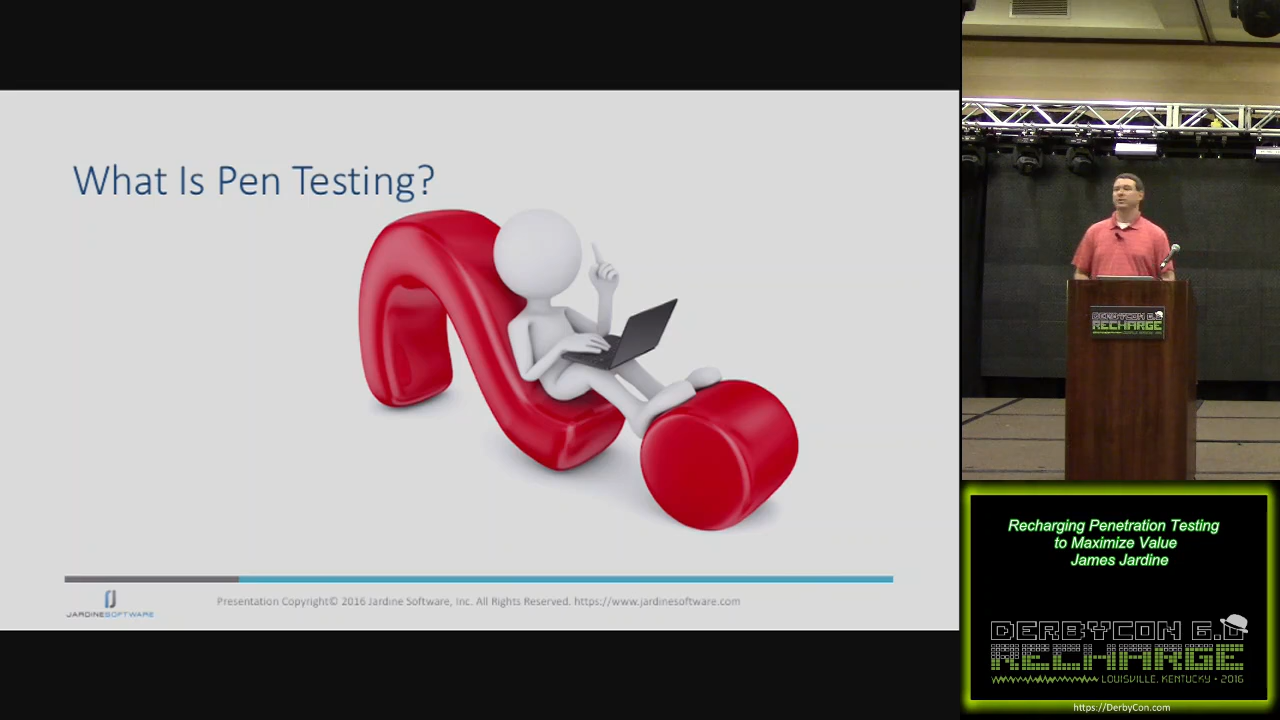 What Is Pen Testing?
JARDINESOFTWARE
Presentation Copyright© 2016 Jardine Software, Inc. All Rights Reserved. https://www.jardinesoftware.com
DERBYCON 6.0
RECHARGE
Recharging Penetration Testing
to Maximize Value
James Jardine
DERBYCON 6.0
RECHARGE
LOUISVILLE, KENTUCKY • 2016
https://DerbyCon.com